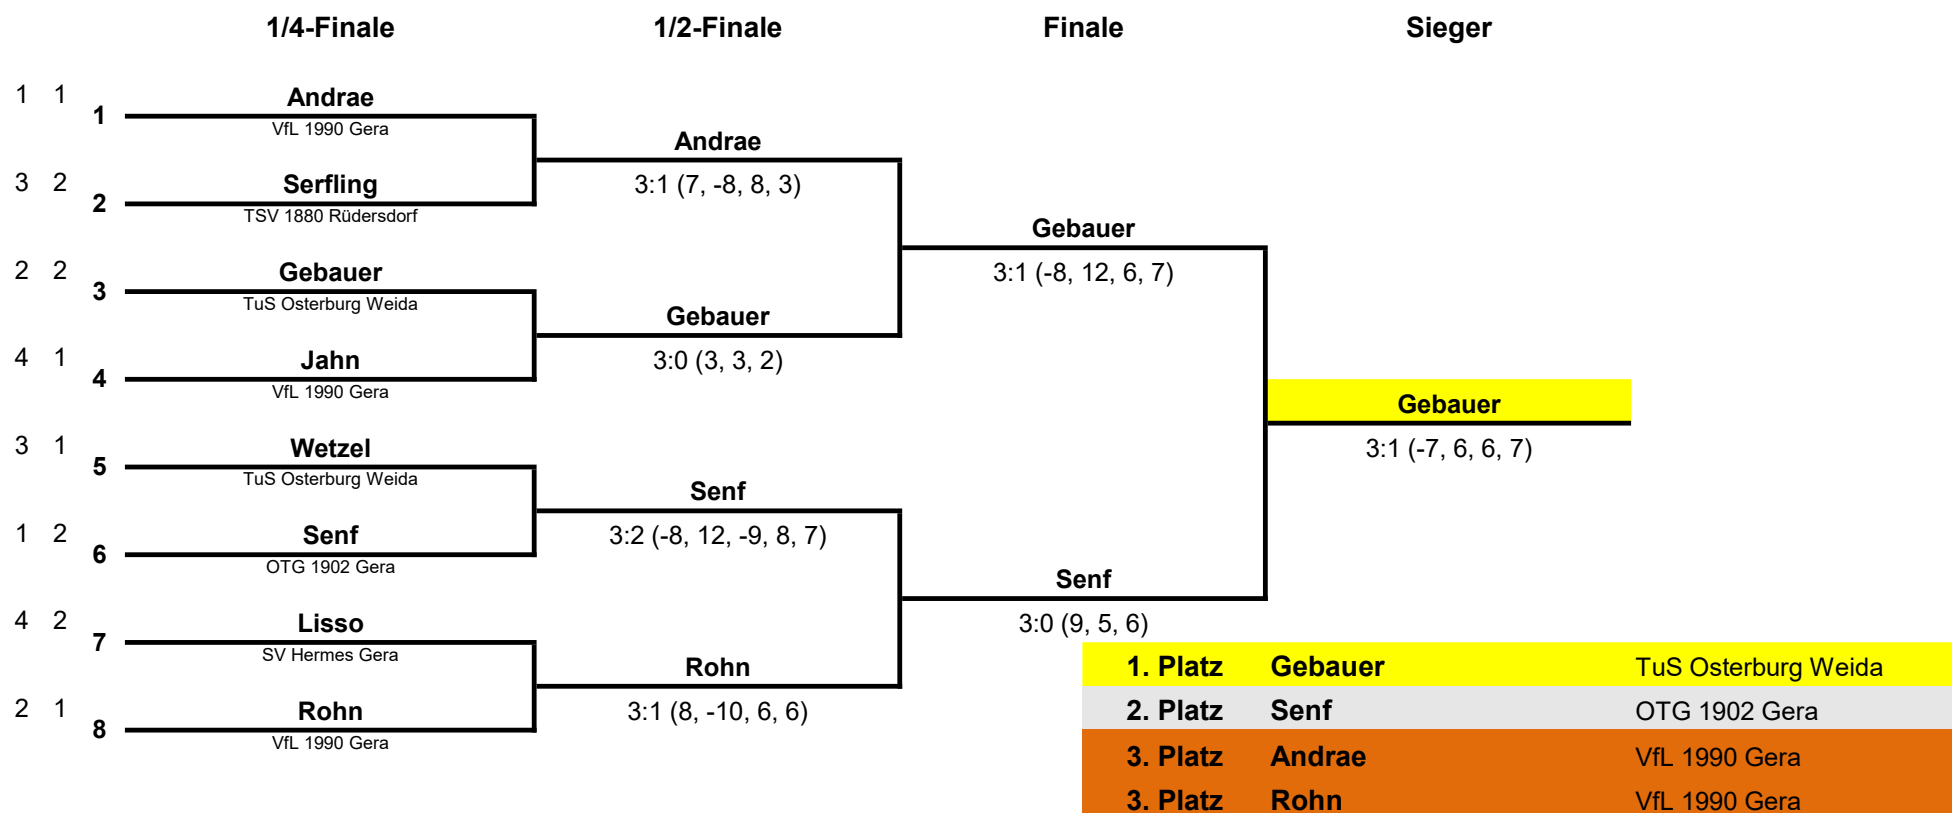 1/4-Finale 1/2-Finale Finale Sieger
1 1 1 Andrae
VfL 1990 Gera
Andrae
3:1 (7, -8, 8, 3)
3 2 2 Serfling
TSV 1880 Rüdersdorf
Gebauer
3:1 (-8, 12, 6, 7)
2 2 3 Gebauer
TuS Osterburg Weida
Gebauer
3:0 (3, 3, 2)
4 1 4 Jahn
VfL 1990 Gera
Gebauer
3:1 (-7, 6, 6, 7)
3 1 5 Wetzel
TuS Osterburg Weida
Senf
3:2 (-8, 12, -9, 8, 7)
1 2 6 Senf
OTG 1902 Gera
Senf
3:0 (9, 5, 6)
4 2 7 Lisso
SV Hermes Gera
Rohn
3:1 (8, -10, 6, 6)
2 1 8 Rohn
VfL 1990 Gera
1. Platz Gebauer TuS Osterburg Weida
2. Platz Senf OTG 1902 Gera
3. Platz Andrae VfL 1990 Gera
3. Platz Rohn VfL 1990 Gera